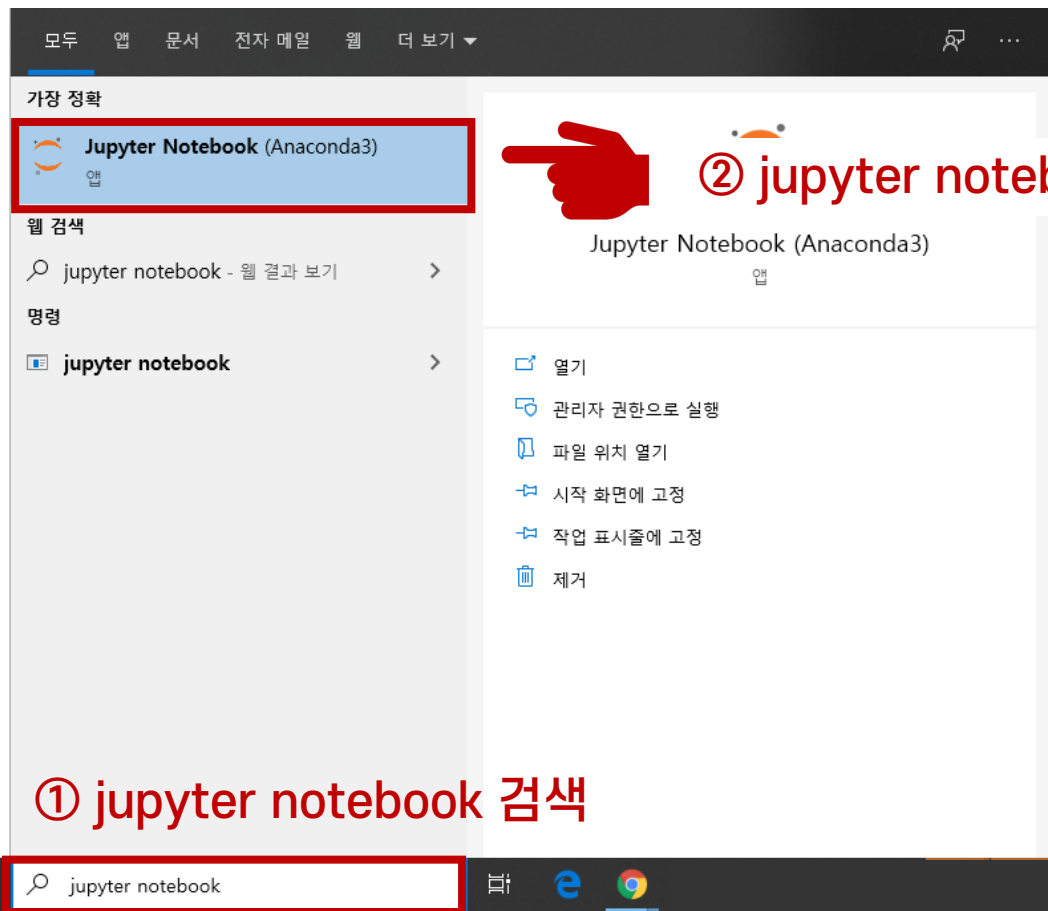 모두 앱 문서 전자 메일 웹 더 보기
가장 정확
Jupyter Notebook (Anaconda3)
앱
② jupyter noteb
웹 검색
jupyter notebook - 웹 결과 보기
명령
jupyter notebook
Jupyter Notebook (Anaconda3)
앱
열기
관리자 권한으로 실행
파일 위치 열기
시작 화면에 고정
작업 표시줄에 고정
제거
① jupyter notebook 검색
jupyter notebook